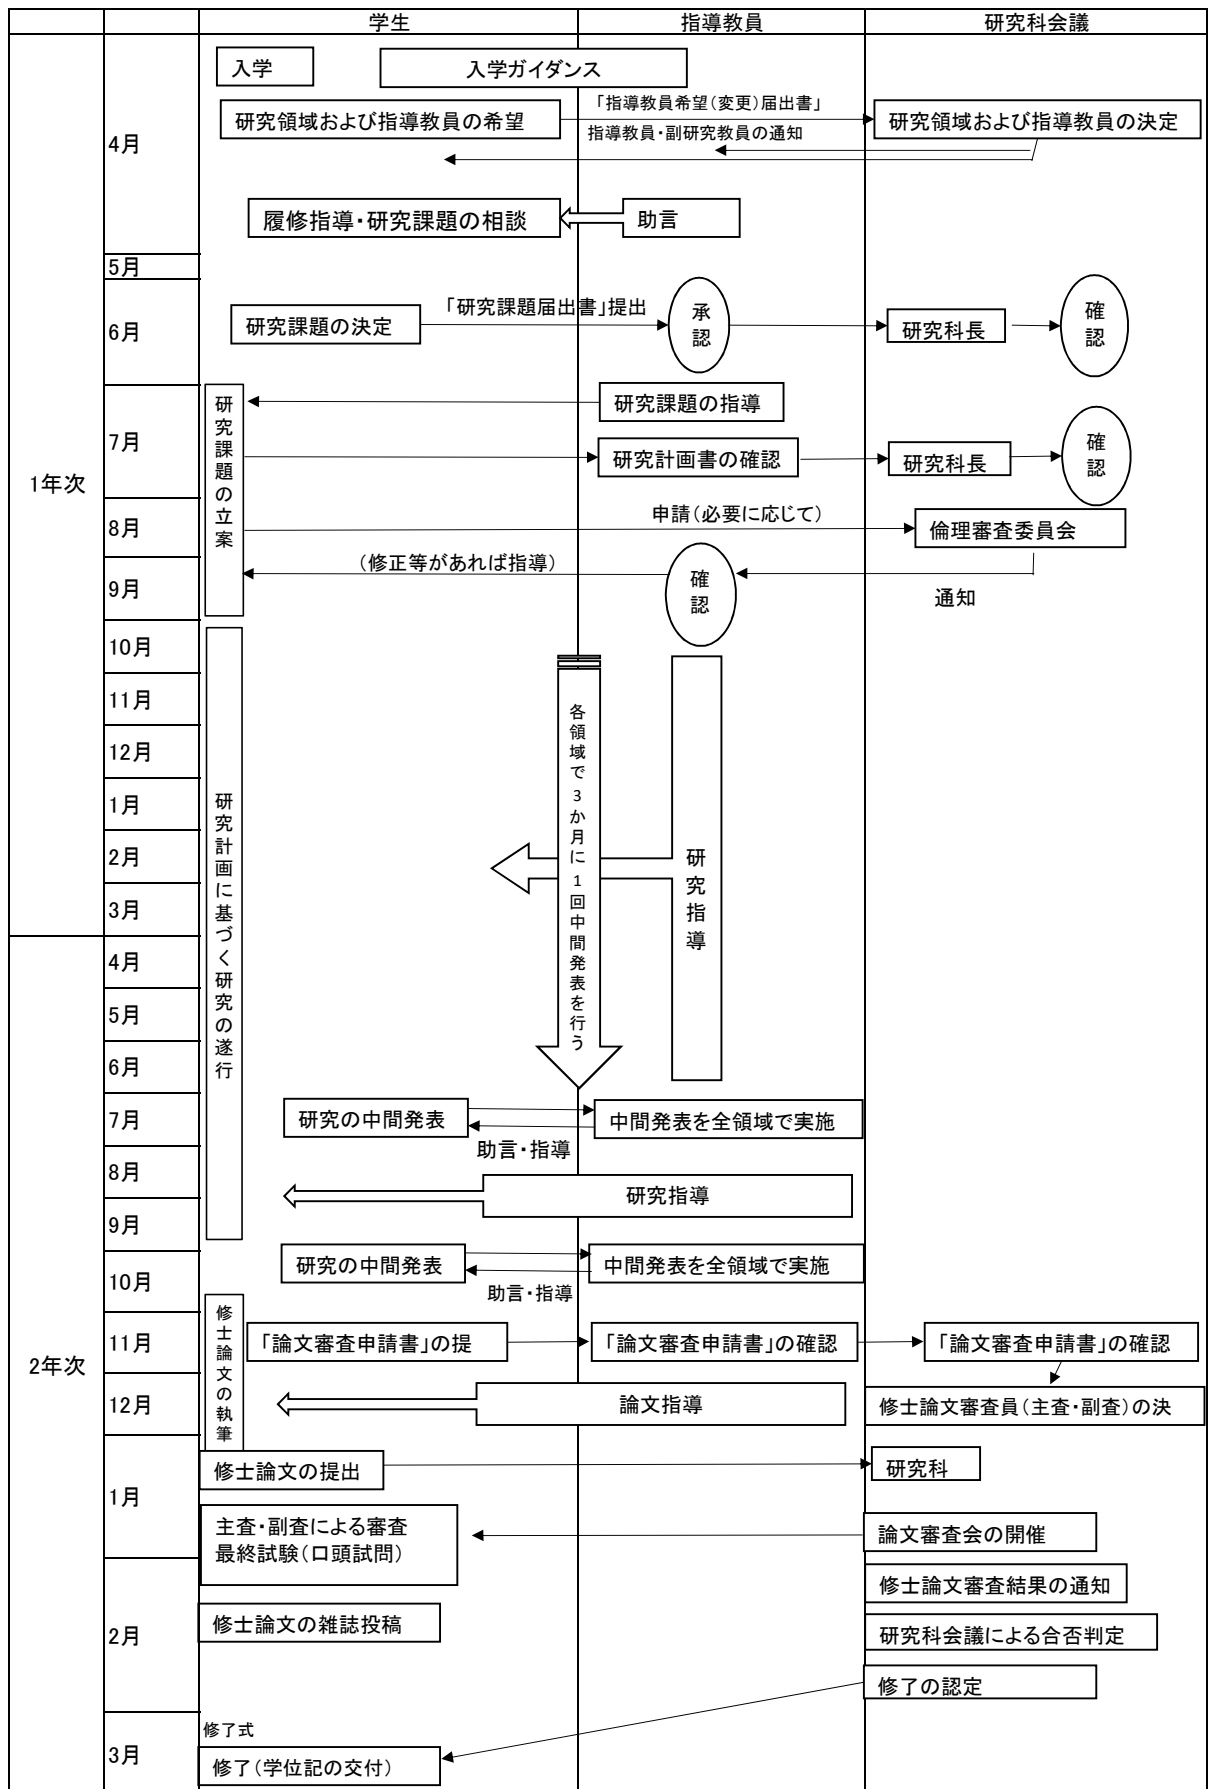 学生
指導教員
研究科会議
1年次
4月
入学
入学ガイダンス
研究領域および指導教員の希望
「指導教員希望(変更)届出書」
指導教員・副研究教員の通知
研究領域および指導教員の決定
履修指導・研究課題の相談
助言
5月
6月
研究課題の決定
「研究課題届出書」提出
承認
研究科長
確認
7月
研究課題の立案
研究課題の指導
研究計画書の確認
研究科長
確認
8月
申請(必要に応じて)
倫理審査委員会
9月
(修正等があれば指導)
確認
通知
10月
11月
12月
1月
2月
3月
研究計画に基づく研究の遂行
各領域で3か月に1回中間発表を行う
研究指導
2年次
4月
5月
6月
7月
研究の中間発表
中間発表を全領域で実施
助言・指導
8月
研究指導
9月
10月
研究の中間発表
中間発表を全領域で実施
助言・指導
修士論文の執筆
11月
「論文審査申請書」の提
「論文審査申請書」の確認
「論文審査申請書」の確認
12月
論文指導
修士論文審査員(主査・副査)の決
1月
修士論文の提出
研究科
主査・副査による審査
最終試験(口頭試問)
論文審査会の開催
2月
修士論文審査結果の通知
修士論文の雑誌投稿
研究科会議による合否判定
修了の認定
3月
修了式
修了(学位記の交付)